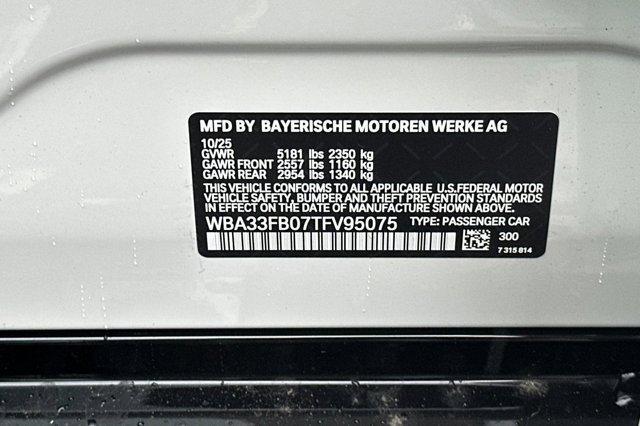 MFD BY BAYERISCHE MOTOREN WERKE AG
10/25
GVWR 5181 lbs 2350 kg
GAWR FRONT 2557 lbs 1160 kg
GAWR REAR 2954 lbs 1340 kg
THIS VEHICLE CONFORMS TO ALL APPLICABLE U.S.FEDERAL MOTOR
VEHICLE SAFETY, BUMPER AND THEFT PREVENTION STANDARDS
IN EFFECT ON THE DATE OF MANUFACTURE
SHOWN ABOVE.
WBA33FB07TFV95075 TYPE: PASSENGER CAR
300
7 315 814